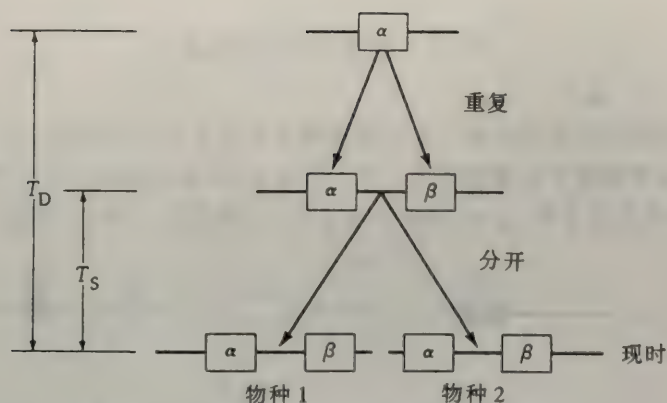 α
重复
α β
T_D
T_S
分开
α β α β 现时
物种 1 物种 2